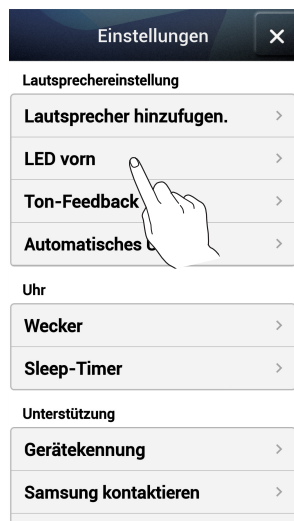 Einstellungen
Lautsprechereinstellung
Lautsprecher hinzufugen.
LED vorn
Ton-Feedback
Automatisches
Uhr
Wecker
Sleep-Timer
Unterstützung
Gerätekennung
Samsung kontaktieren